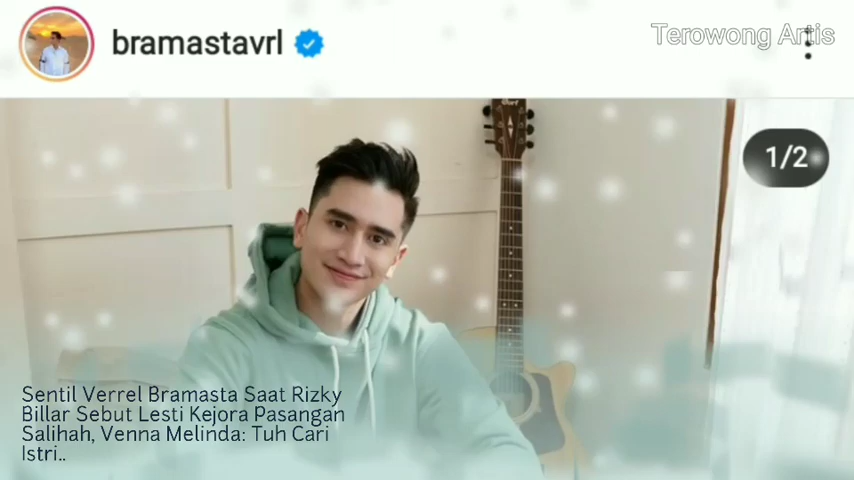 bramastavrl
Terowong Artis
1/2
Sentil Verrel Bramasta Saat Rizky
Billar Sebut Lesti Kejora Pasangan
Salihah, Venna Melinda: Tuh Cari
Istri..